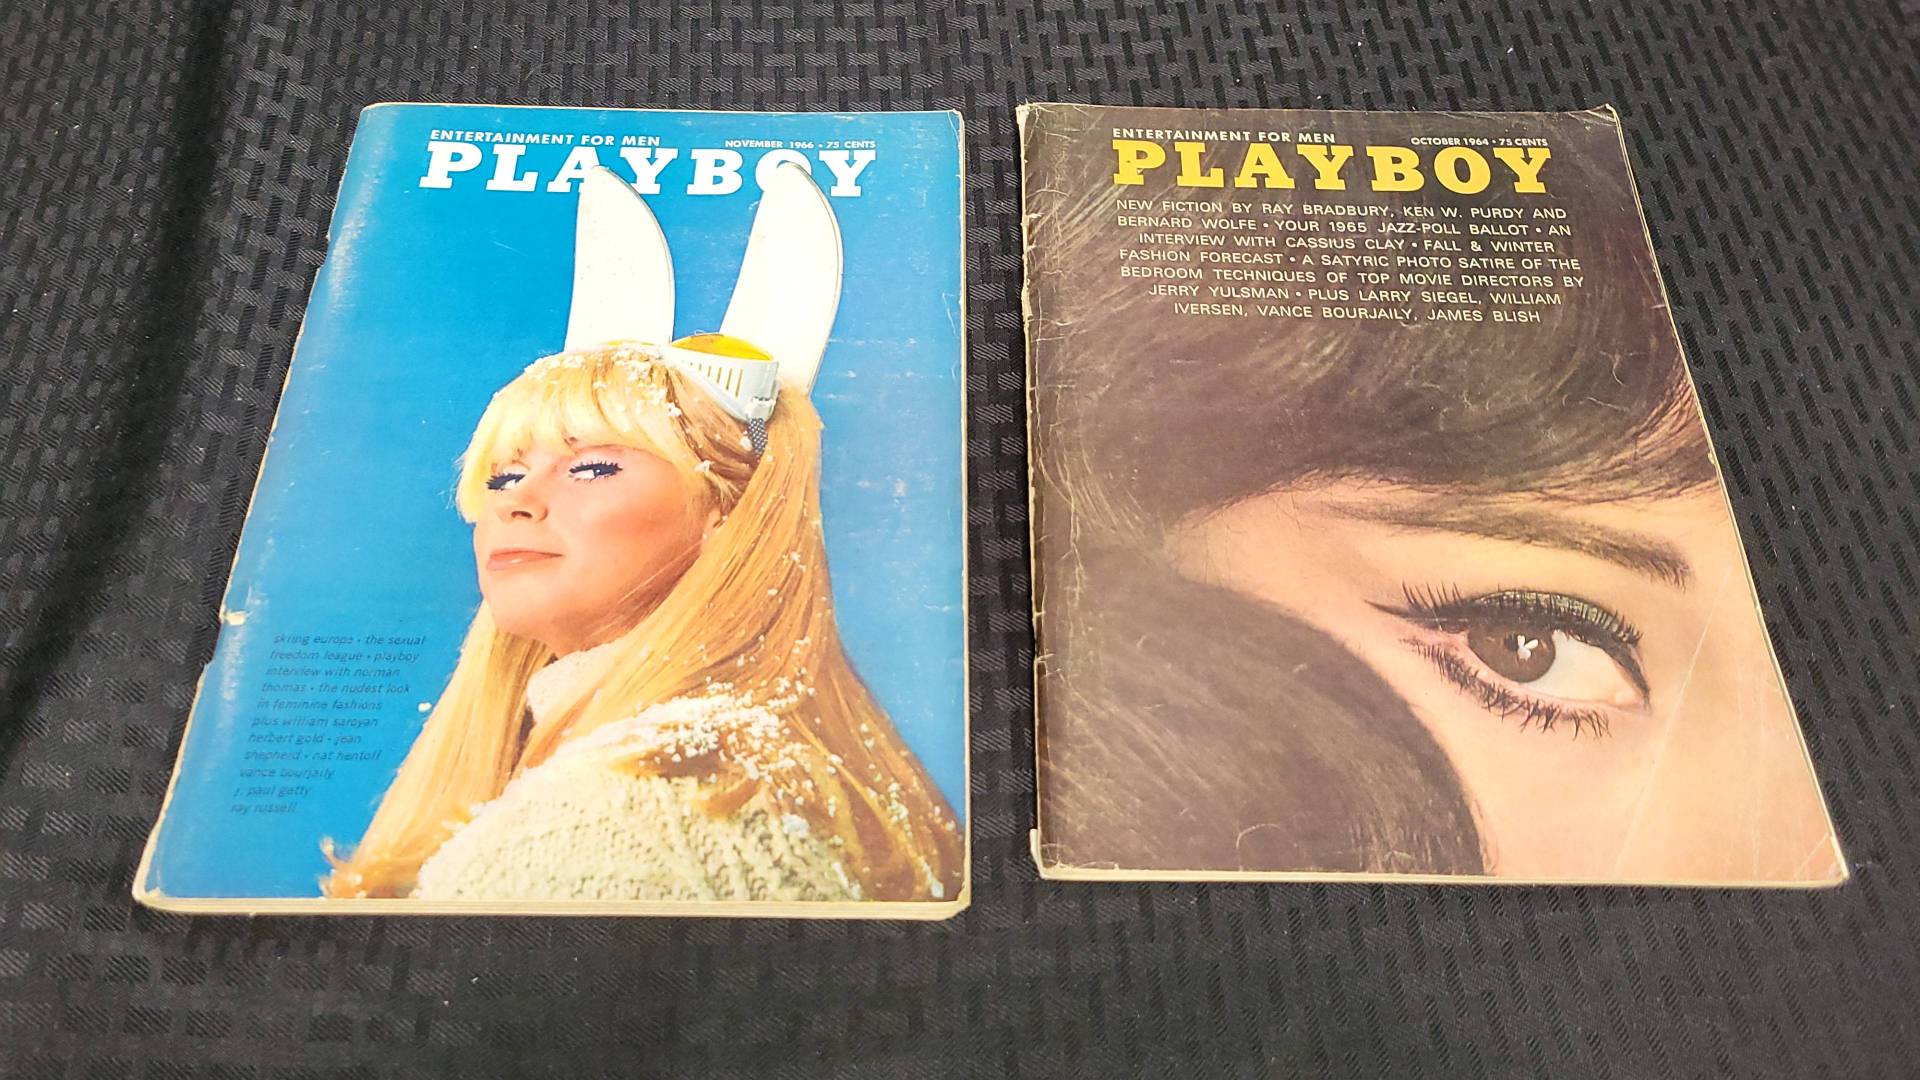 ENTERTAINMENT FOR MEN
NOVEMBER 1966 • 75 CENTS
PLAYBOY
skiing europe • the sexual
freedom league • playboy
interview with norman
thomas • the nudest look
in feminine fashions
plus william saroyan
herbert gold • jean
shepherd • nat hentoff
vance bourjaily
j. paul getty
ray russell
ENTERTAINMENT FOR MEN
OCTOBER 1964 • 75 CENTS
PLAYBOY
NEW FICTION BY RAY BRADBURY, KEN W. PURDY AND
BERNARD WOLFE • YOUR 1965 JAZZ-POLL BALLOT • AN
INTERVIEW WITH CASSIUS CLAY • FALL & WINTER
FASHION FORECAST • A SATYRIC PHOTO SATIRE OF THE
BEDROOM TECHNIQUES OF TOP MOVIE DIRECTORS BY
JERRY YULSMAN • PLUS LARRY SIEGEL, WILLIAM
IVERSEN, VANCE BOURJAILY, JAMES BLISH